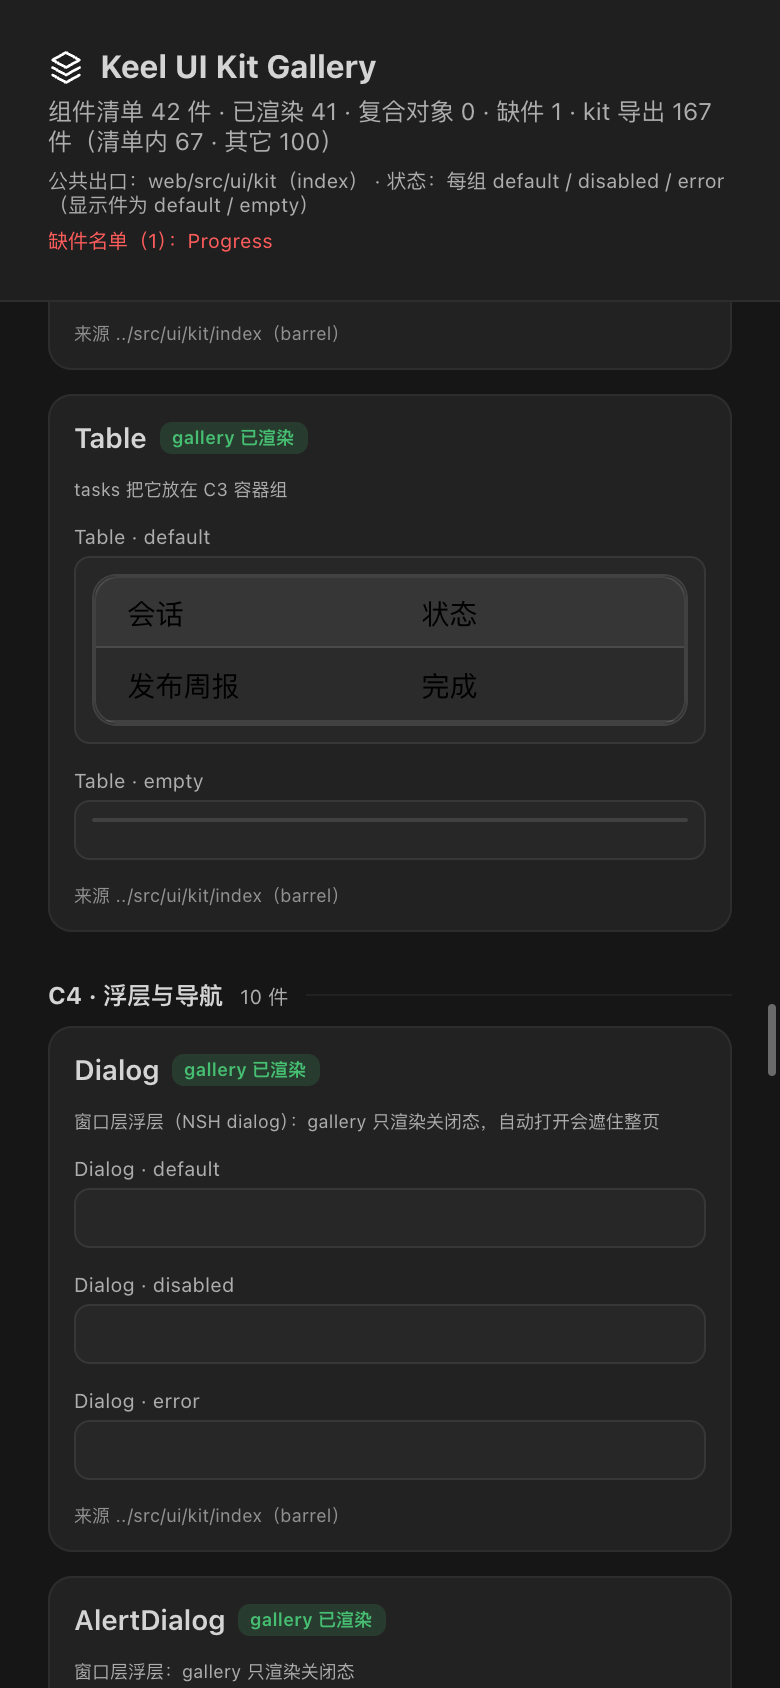 Keel UI Kit Gallery
组件清单 42 件 · 已渲染 41 · 复合对象 0 · 缺件 1 · kit 导出 167
件（清单内 67 · 其它 100）
公共出口：web/src/ui/kit（index） · 状态：每组 default / disabled / error
（显示件为 default / empty）
缺件名单（1）：Progress
来源 ../src/ui/kit/index（barrel）
Table gallery 已渲染
tasks 把它放在 C3 容器组
Table · default
会话 状态
发布周报 完成
Table · empty
来源 ../src/ui/kit/index（barrel）
C4 · 浮层与导航 10 件
Dialog gallery 已渲染
窗口层浮层（NSH dialog）：gallery 只渲染关闭态，自动打开会遮住整页
Dialog · default
Dialog · disabled
Dialog · error
来源 ../src/ui/kit/index（barrel）
AlertDialog gallery 已渲染
窗口层浮层：gallery 只渲染关闭态